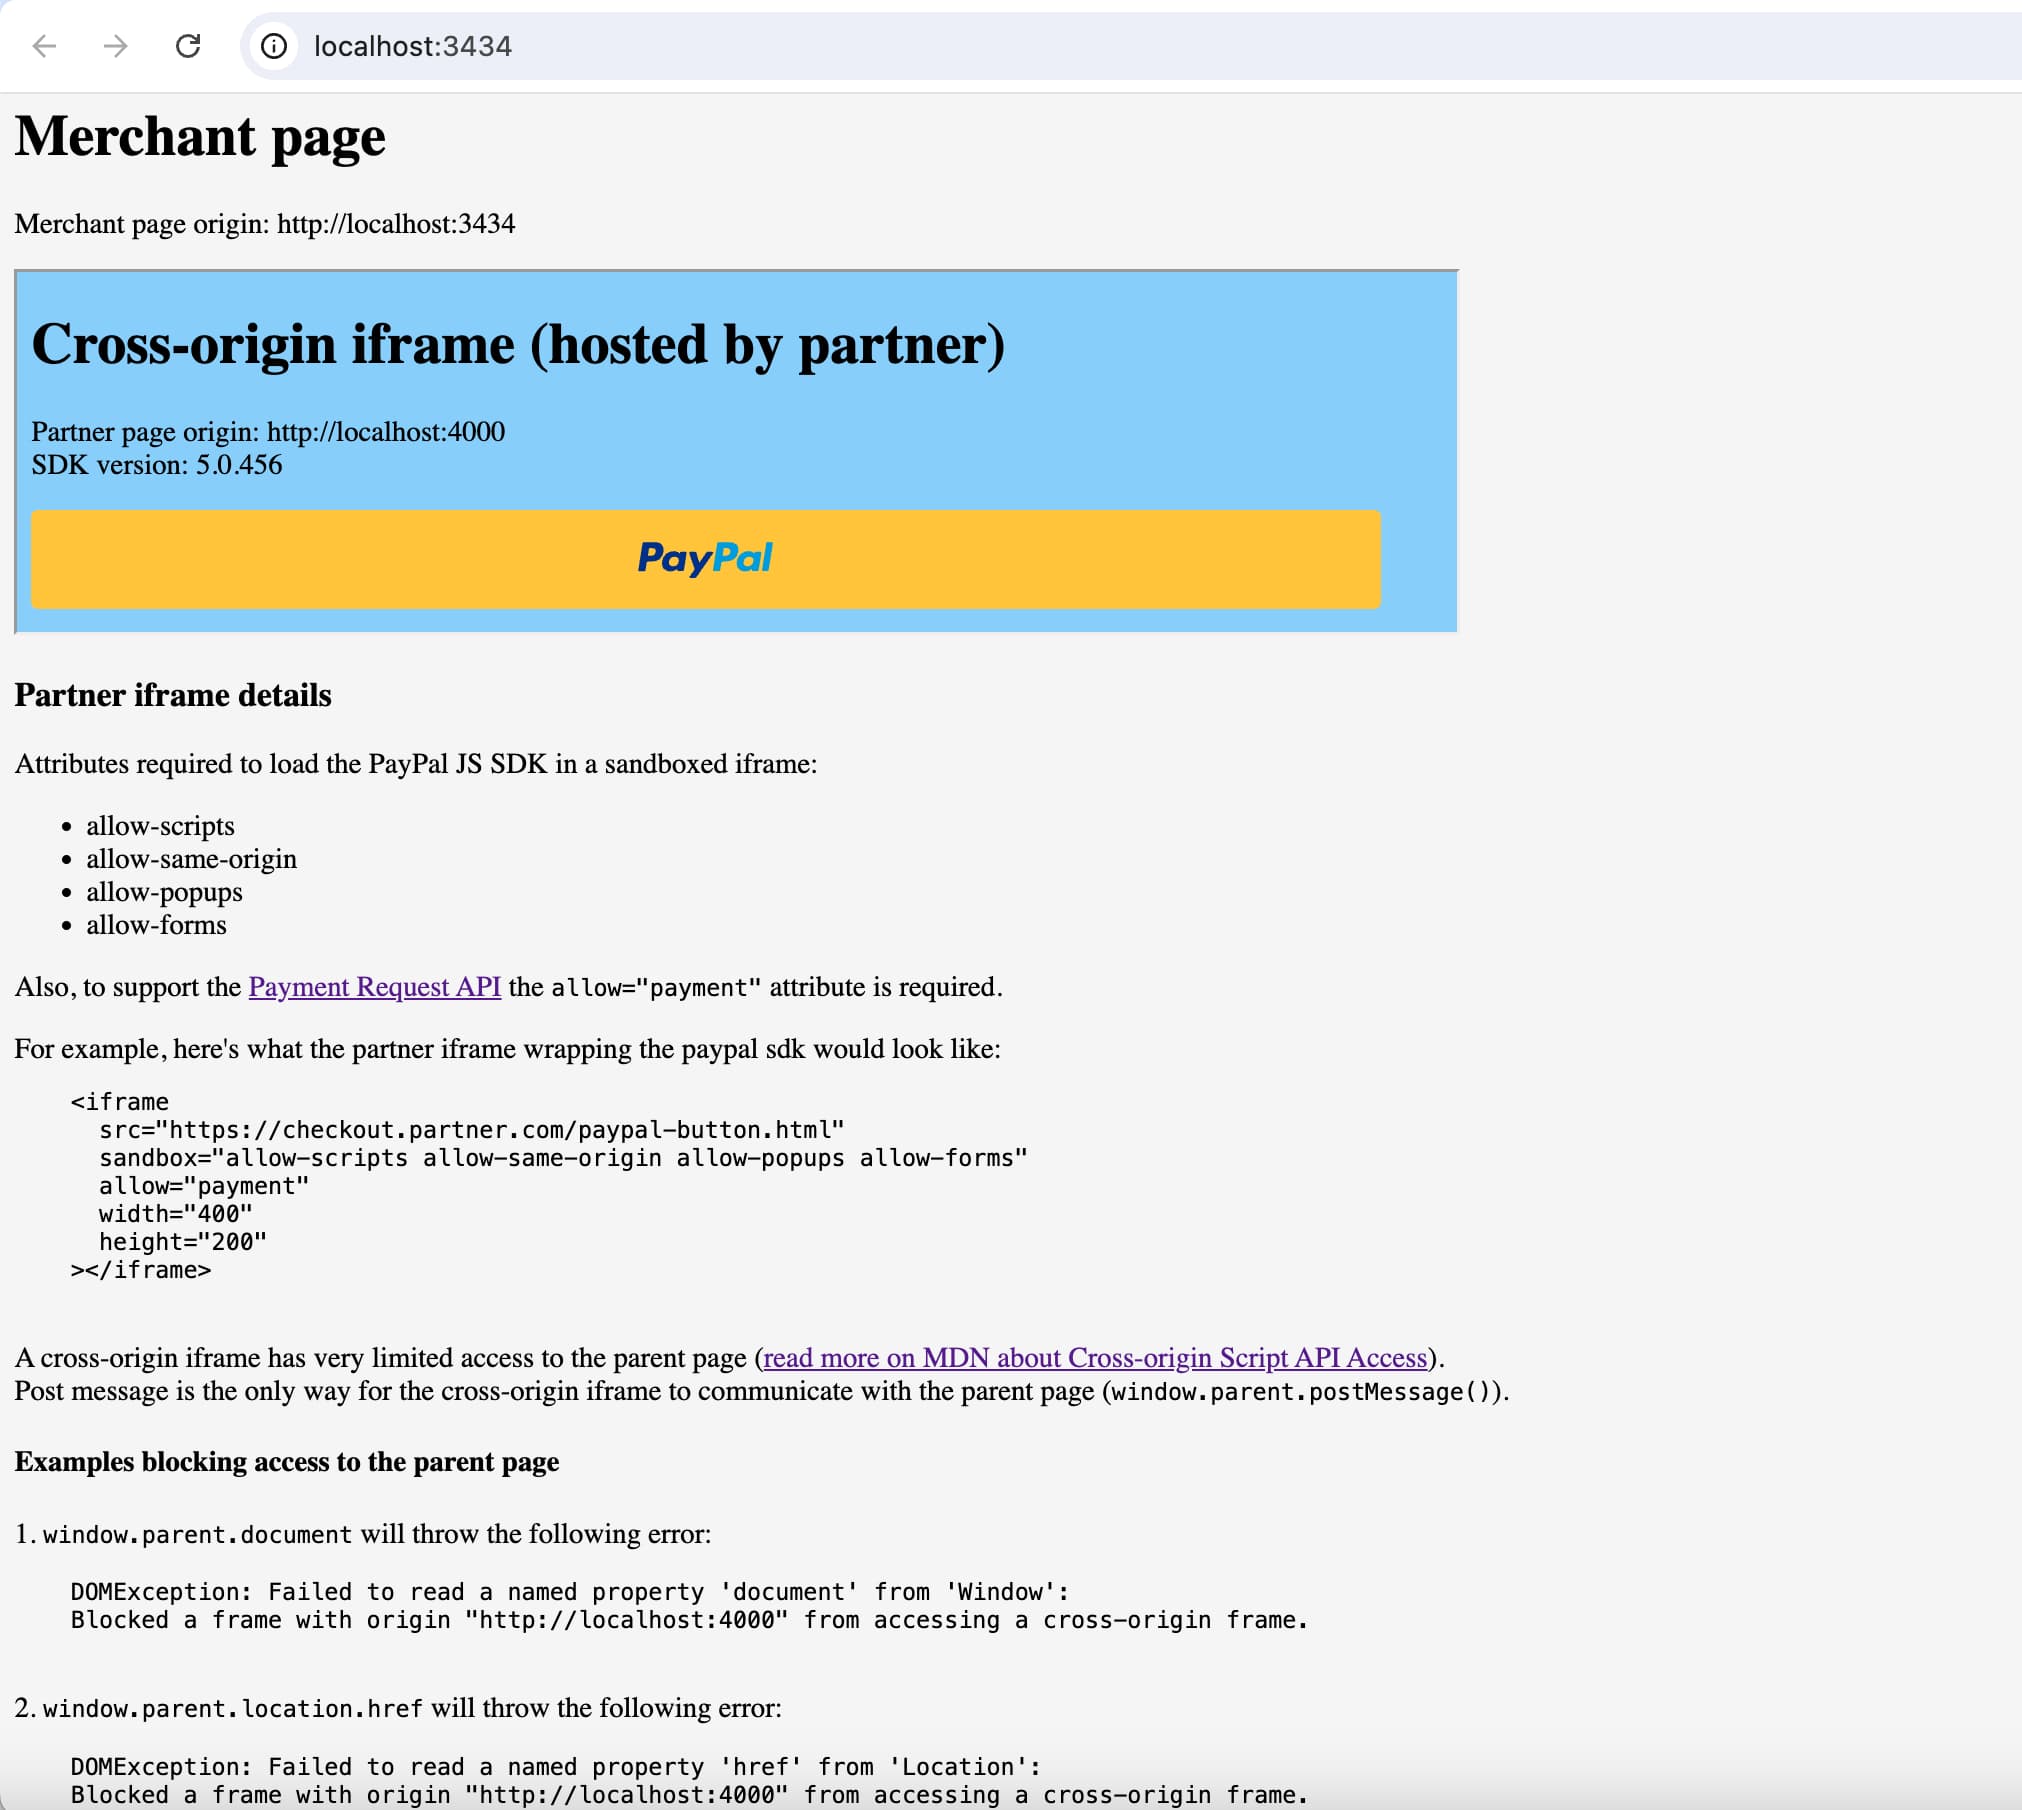 localhost:3434
Merchant page
Merchant page origin: http://localhost:3434
Cross-origin iframe (hosted by partner)
Partner page origin: http://localhost:4000
SDK version: 5.0.456
PayPal
Partner iframe details
Attributes required to load the PayPal JS SDK in a sandboxed iframe:
• allow-scripts
• allow-same-origin
• allow-popups
• allow-forms
Also, to support the Payment Request API the allow="payment" attribute is required.
For example, here's what the partner iframe wrapping the paypal sdk would look like:
<iframe
  src="https://checkout.partner.com/paypal-button.html"
  sandbox="allow-scripts allow-same-origin allow-popups allow-forms"
  allow="payment"
  width="400"
  height="200"
></iframe>
A cross-origin iframe has very limited access to the parent page (read more on MDN about Cross-origin Script API Access).
Post message is the only way for the cross-origin iframe to communicate with the parent page (window.parent.postMessage()).
Examples blocking access to the parent page
1. window.parent.document will throw the following error:
DOMException: Failed to read a named property 'document' from 'Window':
Blocked a frame with origin "http://localhost:4000" from accessing a cross-origin frame.
2. window.parent.location.href will throw the following error:
DOMException: Failed to read a named property 'href' from 'Location':
Blocked a frame with origin "http://localhost:4000" from accessing a cross-origin frame.